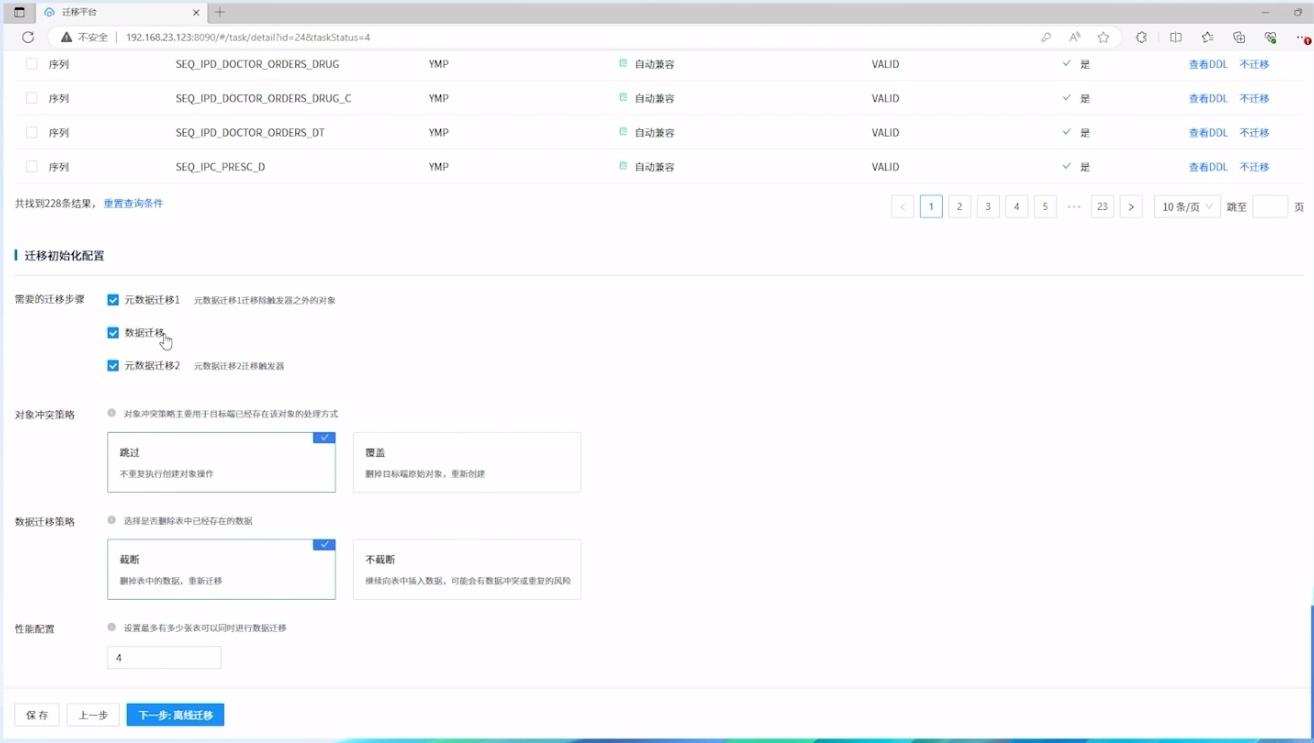 迁移平台
不安全 192.168.23.123:8090/#/task/detail?id=24&taskStatus=4
序列 SEQ_IPD_DOCTOR_ORDERS_DRUG YMP 自动兼容 VALID 是 查看DDL 不迁移
序列 SEQ_IPD_DOCTOR_ORDERS_DRUG_C YMP 自动兼容 VALID 是 查看DDL 不迁移
序列 SEQ_IPD_DOCTOR_ORDERS_DT YMP 自动兼容 VALID 是 查看DDL 不迁移
序列 SEQ_IPC_PRESC_D YMP 自动兼容 VALID 是 查看DDL 不迁移
共找到228条结果，重置查询条件 < 1 2 3 4 5 ••• 23 > 10 条/页 跳至 页
迁移初始化配置
需要的迁移步骤 元数据迁移1 元数据迁移1迁移除触发器之外的对象
数据迁移
元数据迁移2 元数据迁移2迁移触发器
对象冲突策略 对象冲突策略主要用于目标端已经存在该对象的处理方式
跳过 覆盖
不重复执行创建对象操作 删掉目标端原始对象，重新创建
数据迁移策略 选择是否删除表中已经存在的数据
截断 不截断
删掉表中的数据，重新迁移 继续向表中插入数据，可能会有数据冲突或重复的风险
性能配置 设置最多有多少张表可以同时进行数据迁移
4
保存 上一步 下一步: 离线迁移